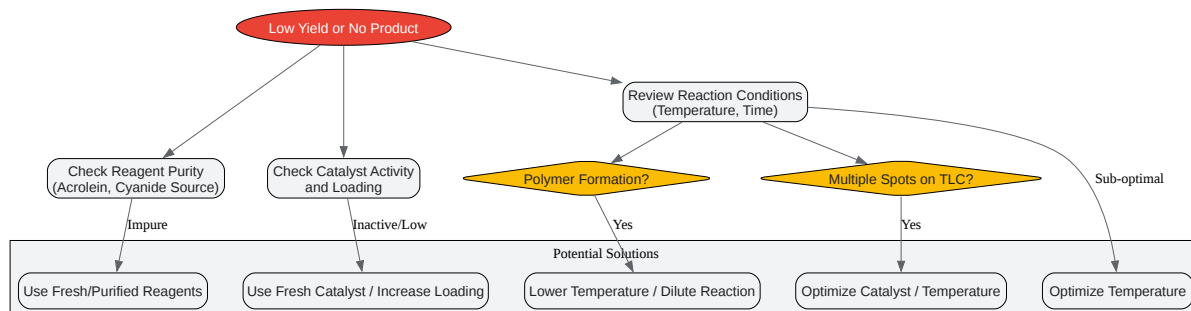 Low Yield or No Product
Review Reaction Conditions
(Temperature, Time)
Check Reagent Purity
(Acrolein, Cyanide Source)
Check Catalyst Activity
and Loading
Polymer Formation?
Multiple Spots on TLC?
Sub-optimal
Impure
Inactive/Low
Yes
Yes
Potential Solutions
Use Fresh/Purified Reagents
Use Fresh Catalyst / Increase Loading
Lower Temperature / Dilute Reaction
Optimize Catalyst / Temperature
Optimize Temperature